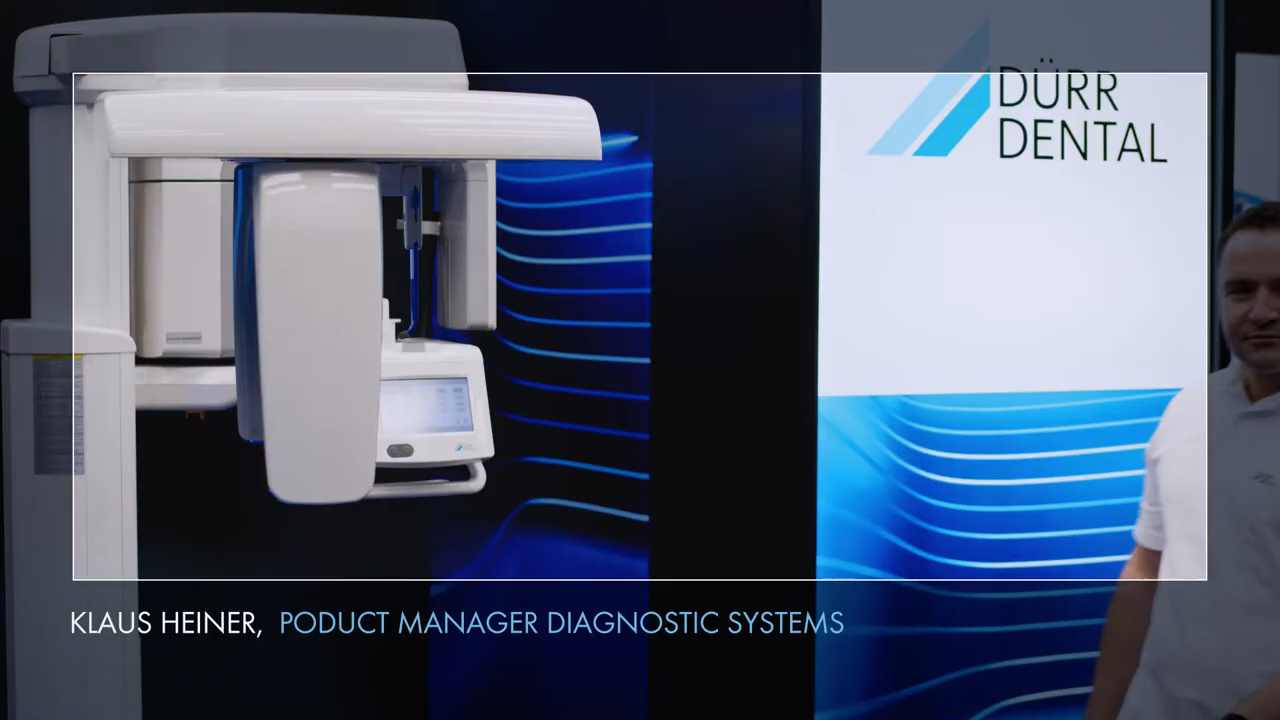 DÜRR
DENTAL
KLAUS HEINER, PODUCT MANAGER DIAGNOSTIC SYSTEMS